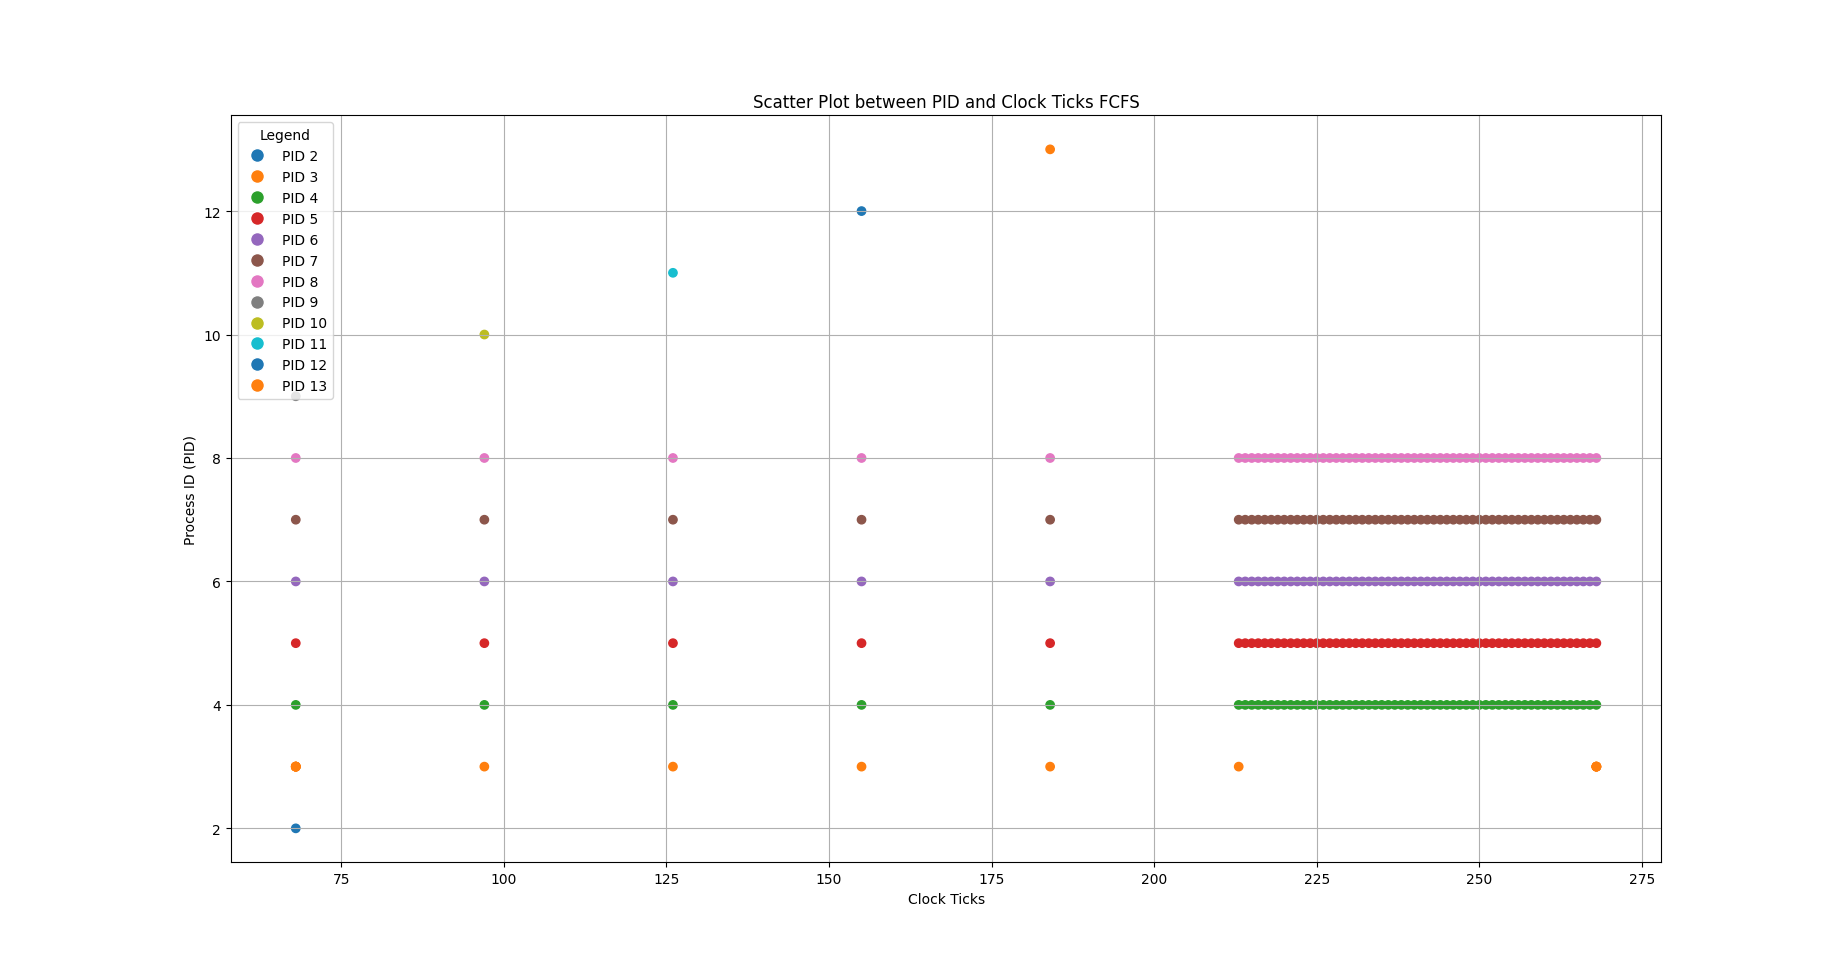 Scatter Plot between PID and Clock Ticks FCFS
Legend
PID 2
PID 3
PID 4
PID 5
PID 6
PID 7
PID 8
PID 9
PID 10
PID 11
PID 12
PID 13
Process ID (PID)
12
10
8
6
4
2
75 100 125 150 175 200 225 250 275
Clock Ticks